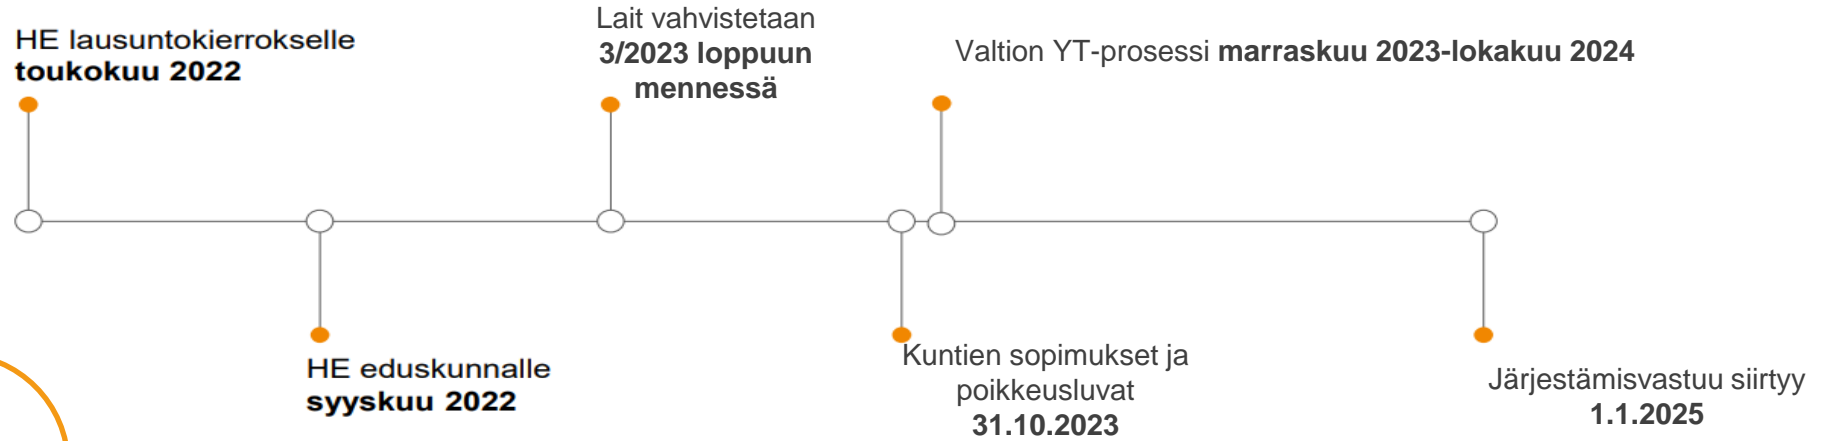 HE lausuntokierrokselle
toukokuu 2022
Lait vahvistetaan
3/2023 loppuun
mennessä
Valtion YT-prosessi marraskuu 2023-lokakuu 2024
HE eduskunnalle
syyskuu 2022
Kuntien sopimukset ja
poikkeusluvat
31.10.2023
Järjestämisvastuu siirtyy
1.1.2025